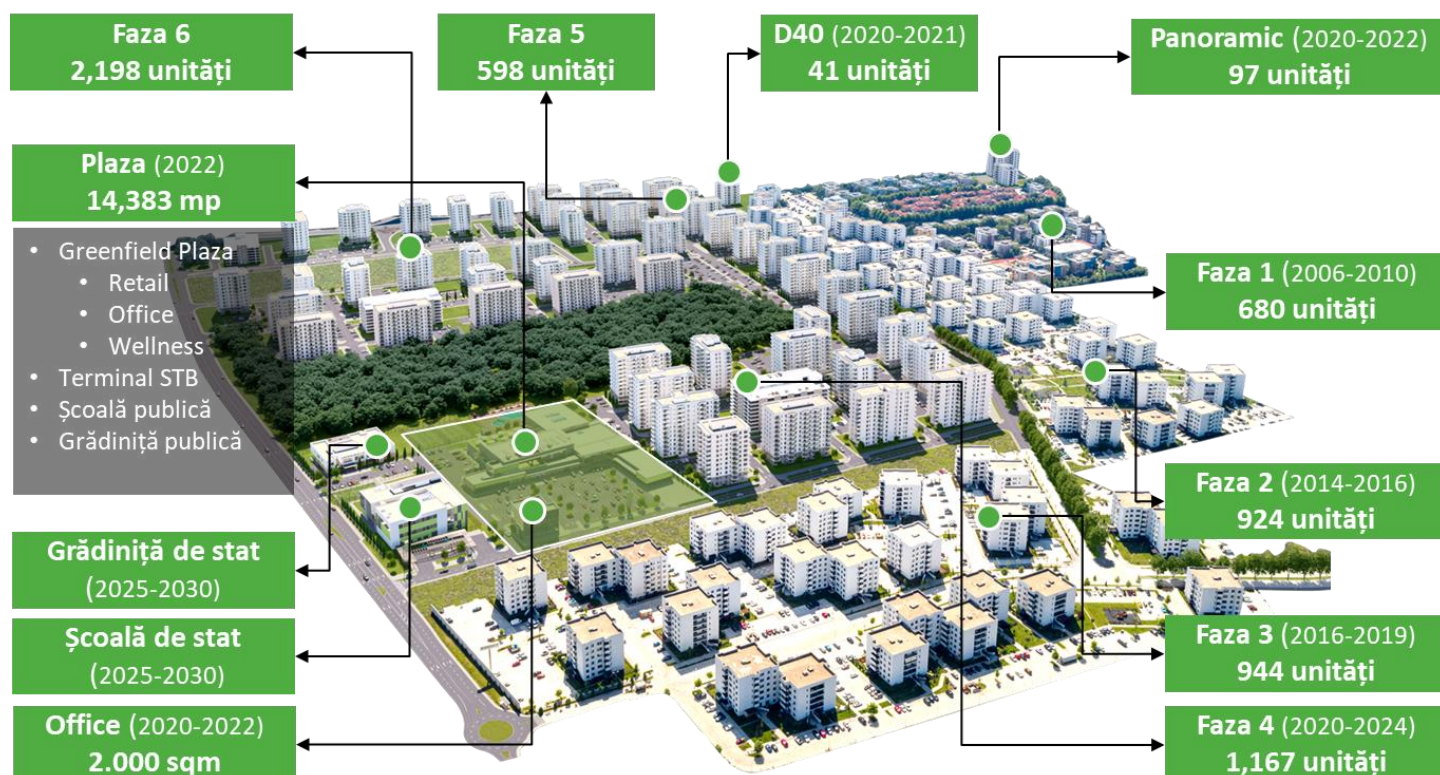 Faza 6
2,198 unități
Faza 5
598 unități
D40 (2020-2021)
41 unități
Panoramic (2020-2022)
97 unități
Plaza (2022)
14,383 mp
• Greenfield Plaza
• Retail
• Office
• Wellness
• Terminal STB
• Școală publică
• Grădiniță publică
Faza 1 (2006-2010)
680 unități
Faza 2 (2014-2016)
924 unități
Grădiniță de stat
(2025-2030)
Școală de stat
(2025-2030)
Faza 3 (2016-2019)
944 unități
Office (2020-2022)
2.000 sqm
Faza 4 (2020-2024)
1,167 unități